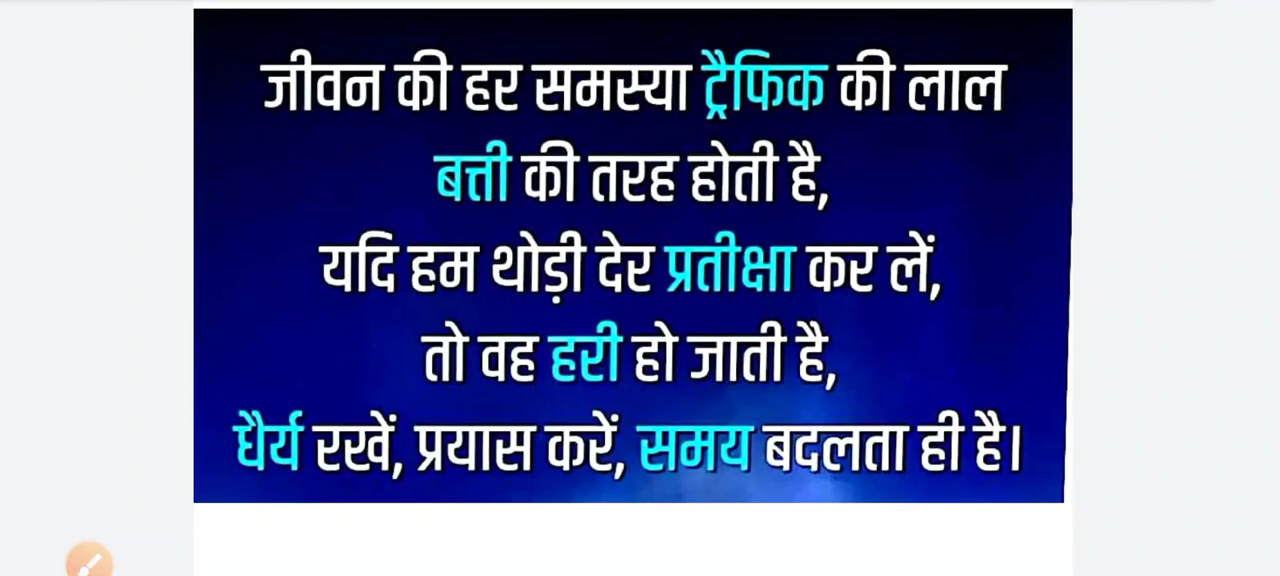 जीवन की हर समस्या ट्रैफिक की लाल
बत्ती की तरह होती है,
यदि हम थोड़ी देर प्रतीक्षा कर लें,
तो वह हरी हो जाती है,
धैर्य रखें, प्रयास करें, समय बदलता ही है।